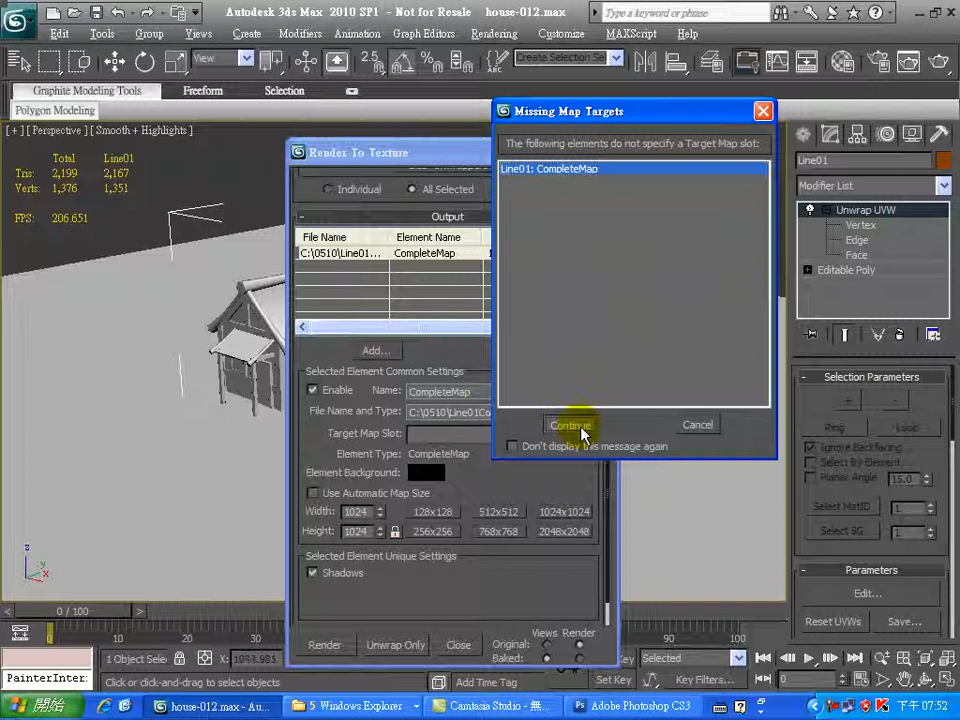 Autodesk 3ds Max 2010 SP1 - Not for Resale house-012.max
Type a keyword or phrase
Edit Tools Group Views Create Modifiers Animation Graph Editors Rendering Customize MAXScript Help
View 2.5 Create Selection Se
Graphite Modeling Tools Freeform Selection
Polygon Modeling
[ + ] [ Perspective ] [ Smooth + Highlights ]
Total Line01
Tris: 2,199 2,167
Verts: 1,376 1,351
FPS: 206.651
Render To Texture
Individual All Selected
Output
File Name Element Name
C:\0510\Line01... CompleteMap
Add...
Selected Element Common Settings
Enable Name: CompleteMap
File Name and Type: C:\0510\Line01Co
Target Map Slot:
Element Type: CompleteMap
Element Background:
Use Automatic Map Size
Width: 1024 128x128 512x512 1024x1024
Height: 1024 256x256 768x768 2048x2048
Selected Element Unique Settings
Shadows
Views Render
Render Unwrap Only Close Original:
Baked:
Missing Map Targets
The following elements do not specify a Target Map slot:
Line01: CompleteMap
Continue Cancel
Don't display this message again
Line01
Modifier List
Unwrap UVW
Vertex
Edge
Face
Editable Poly
Selection Parameters
+ -
Ring Loop
Ignore Backfacing
Select By Element
Planar Angle 15.0
Select MatID 1
Select SG 1
Parameters
Edit...
Reset UVWs Save...
z
y
x
0 / 100
0 10 20 30 80 90 100
1 Object Sele X: 1933.985 Key Selected
PainterInter: Click or click-and-drag to select objects Add Time Tag Set Key Key Filters... 0
開始 house-012.max - Au... 5 Windows Explorer Camtasia Studio - 無... Adobe Photoshop CS3 下午 07:52